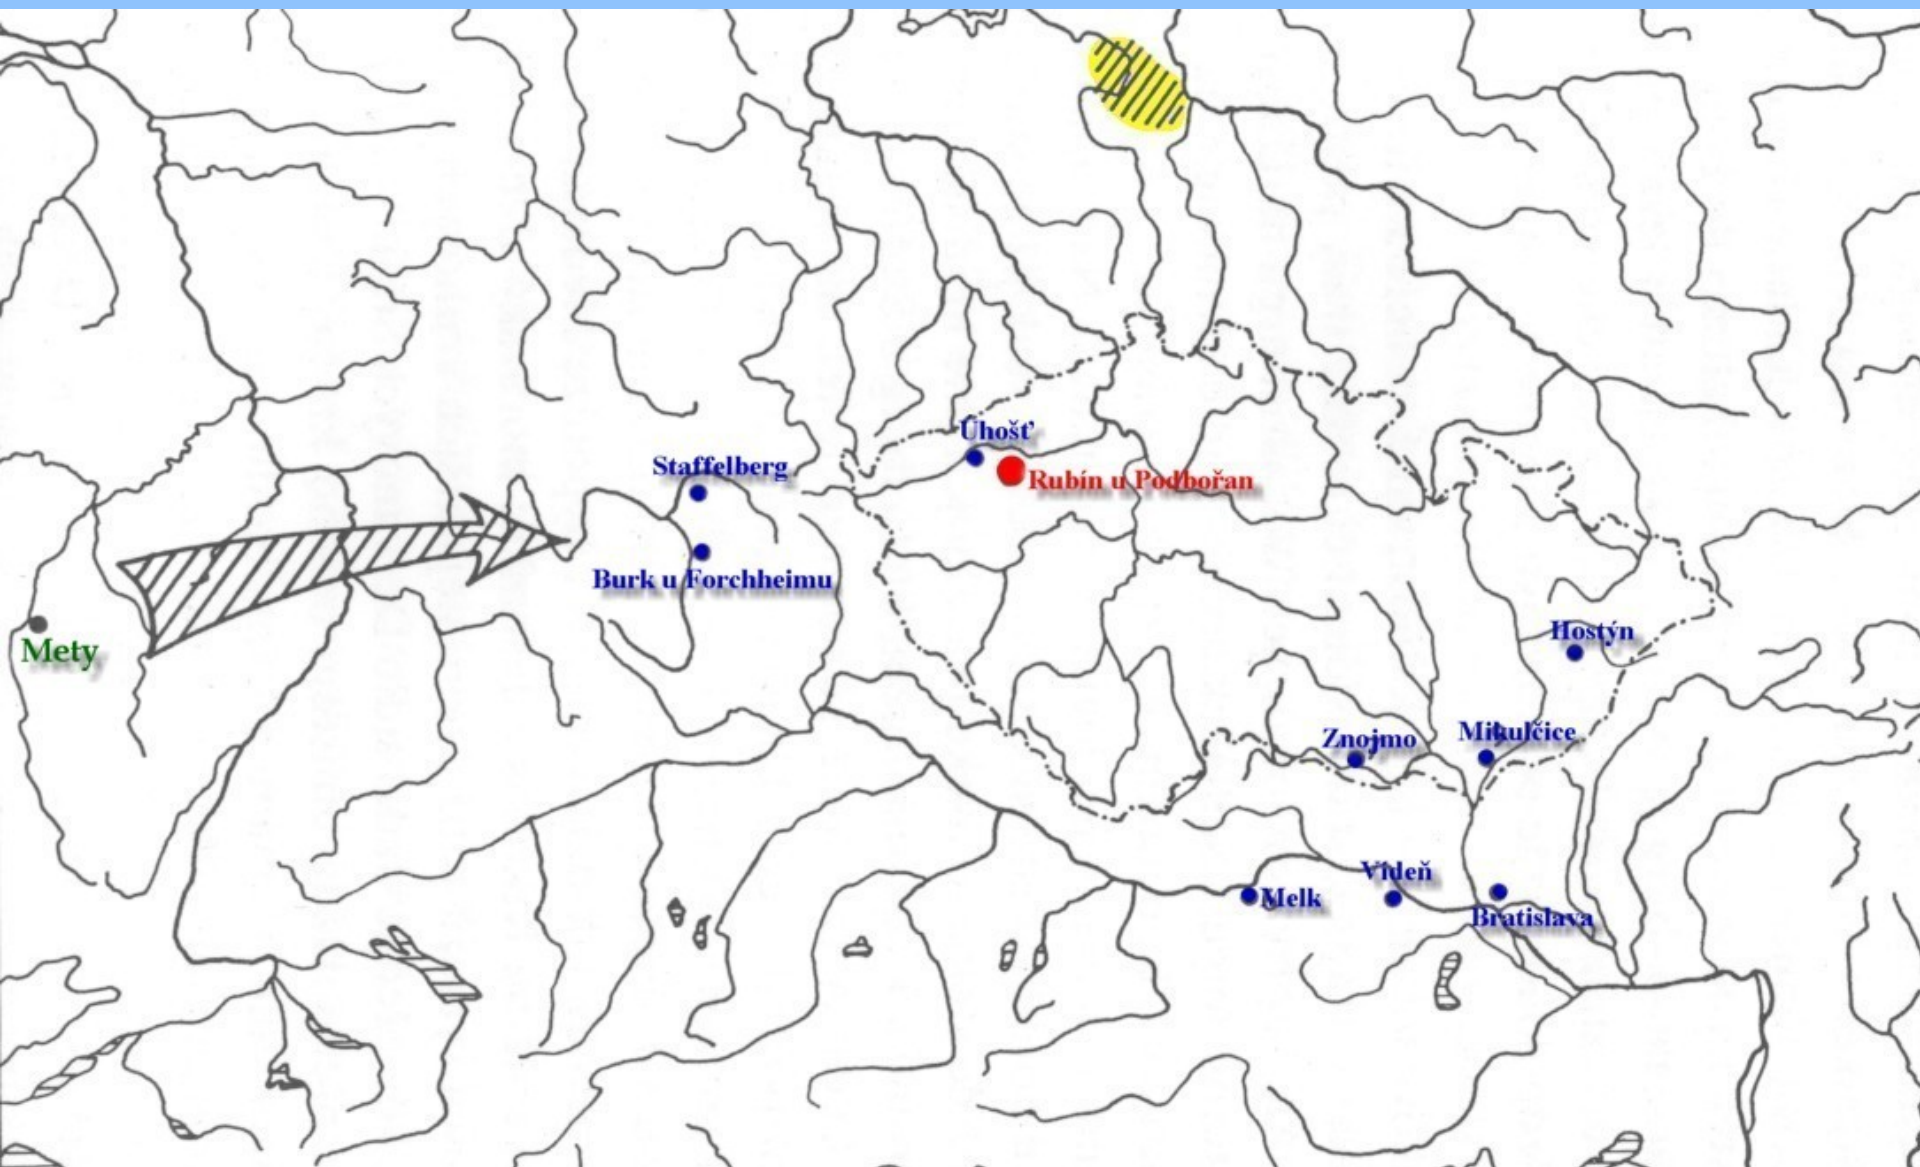 Úhošť
Staffelberg
Rubín u Podbořan
Burk u Forchheimu
Mety
Hostýn
Znojmo
Mikulčice
Vídeň
Melk
Bratislava